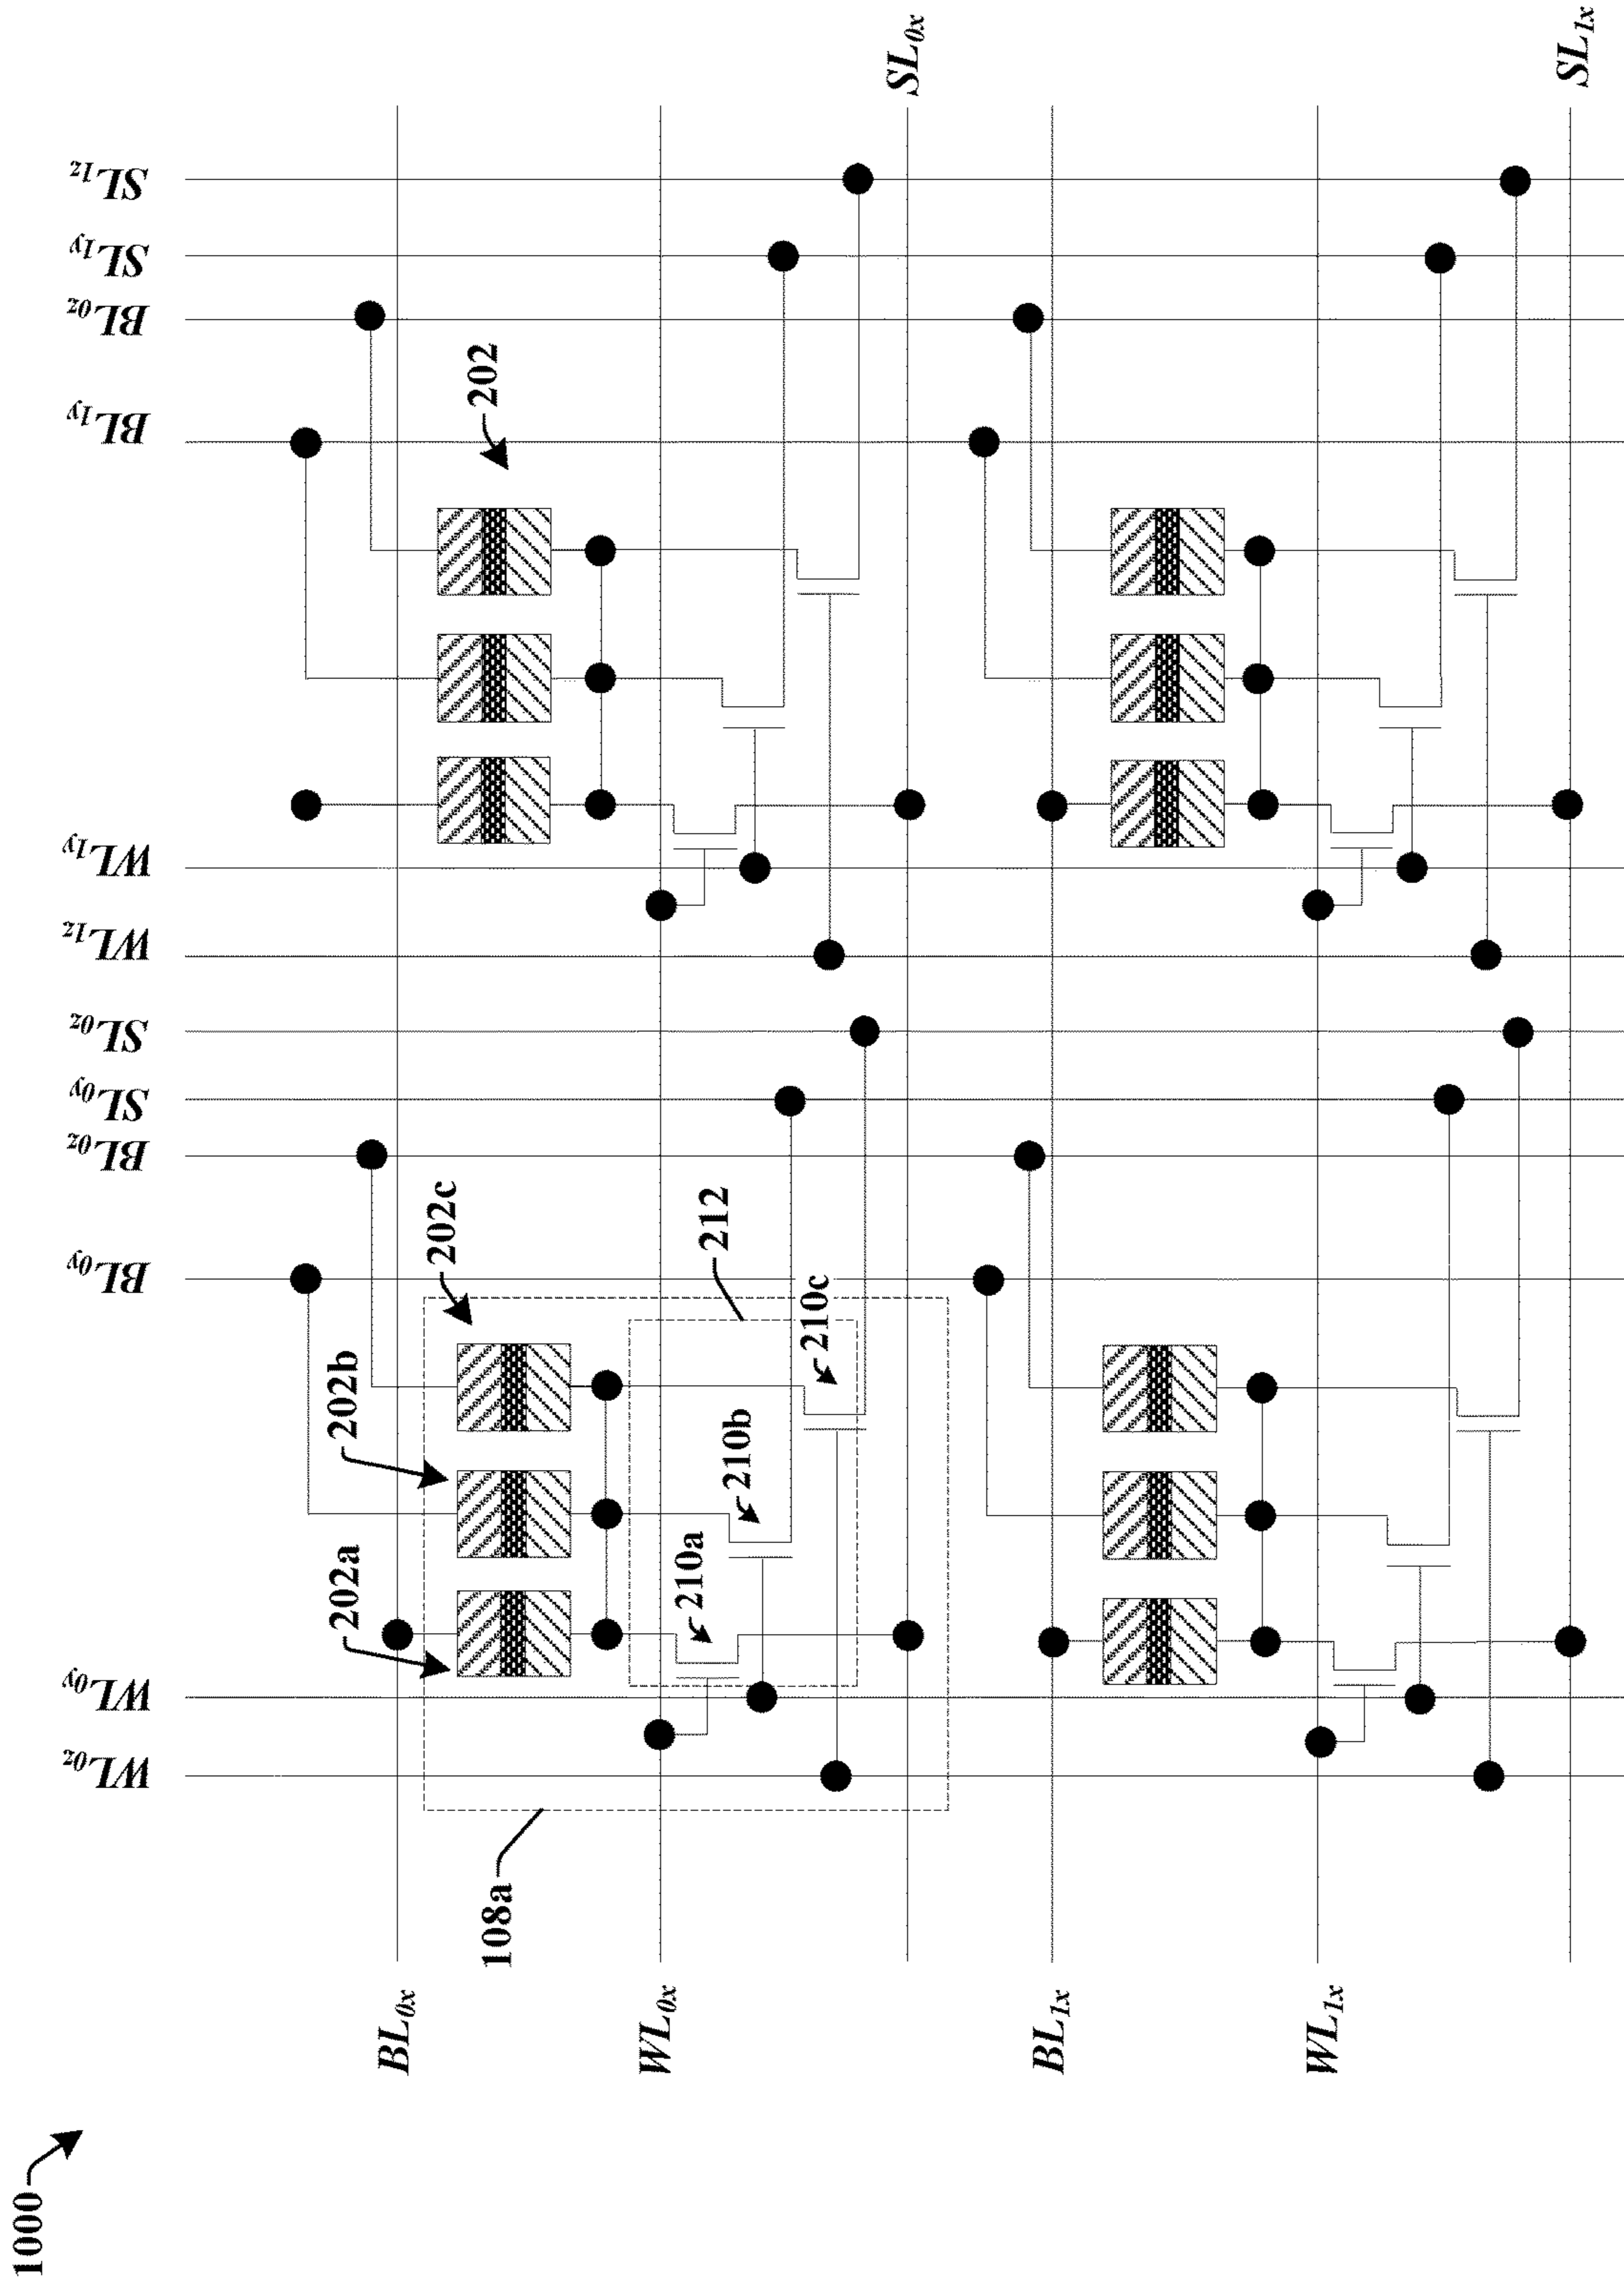 1000
BL0x
WL0x
BL1x
WL1x
108a
WL0z
WL0y
202a
202b
202c
210a
210b
210c
212
BL0y
BL0z
SL0y
SL0z
WL1z
WL1y
202
BL1y
BL0z
SL1y
SL1z
SL0x
SL1x